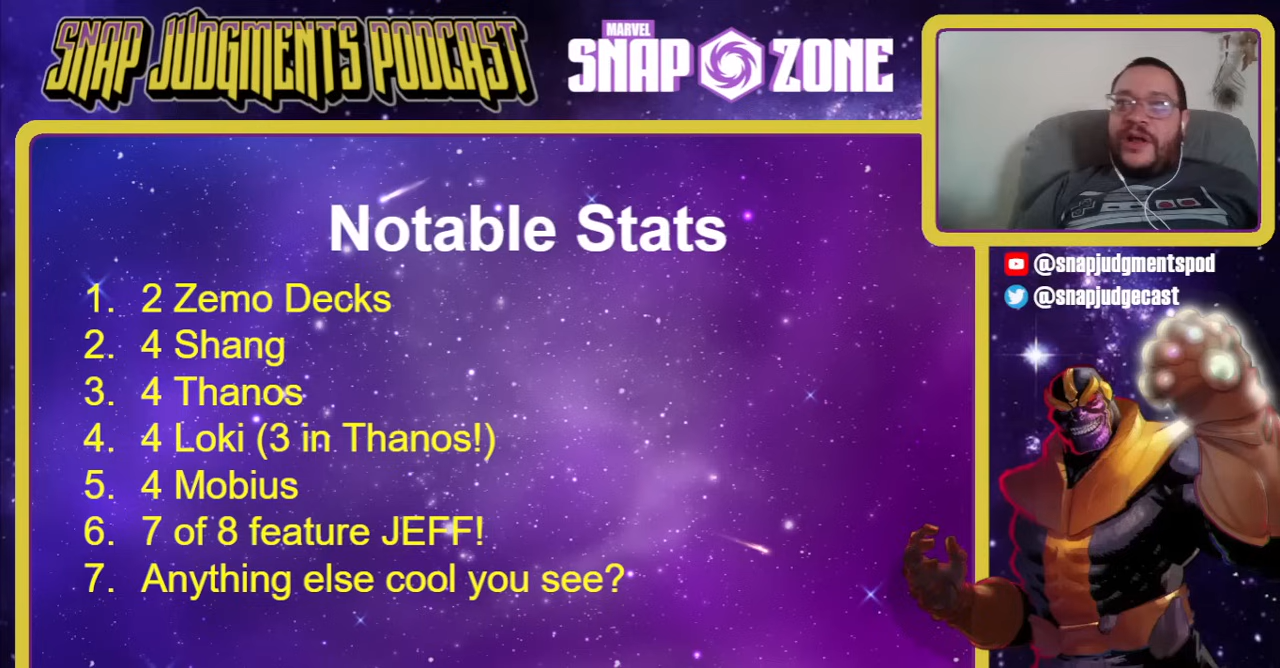 SNAP JUDGMENTS PODCAST
MARVEL
SNAP ZONE
Notable Stats
1. 2 Zemo Decks
2. 4 Shang
3. 4 Thanos
4. 4 Loki (3 in Thanos!)
5. 4 Mobius
6. 7 of 8 feature JEFF!
7. Anything else cool you see?
@snapjudgmentspod
@snapjudgecast